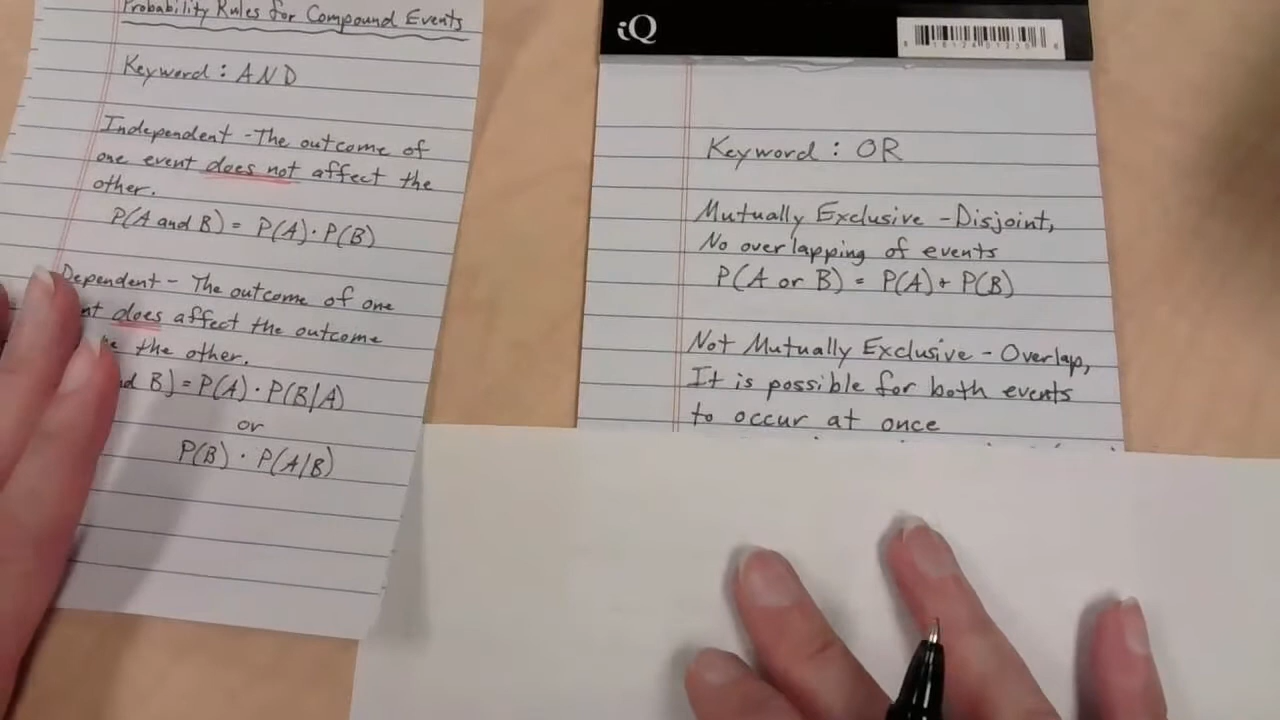 Probability Rules for Compound Events
Keyword : AND
Independent - The outcome of
one event does not affect the
other.
P(A and B) = P(A) · P(B)
Dependent - The outcome of one
does affect the outcome
the other.
B) = P(A) · P(B|A)
or
P(B) · P(A|B)
iQ
Keyword : OR
Mutually Exclusive - Disjoint,
No overlapping of events
P(A or B) = P(A) + P(B)
Not Mutually Exclusive - Overlap,
It is possible for both events
to occur at once